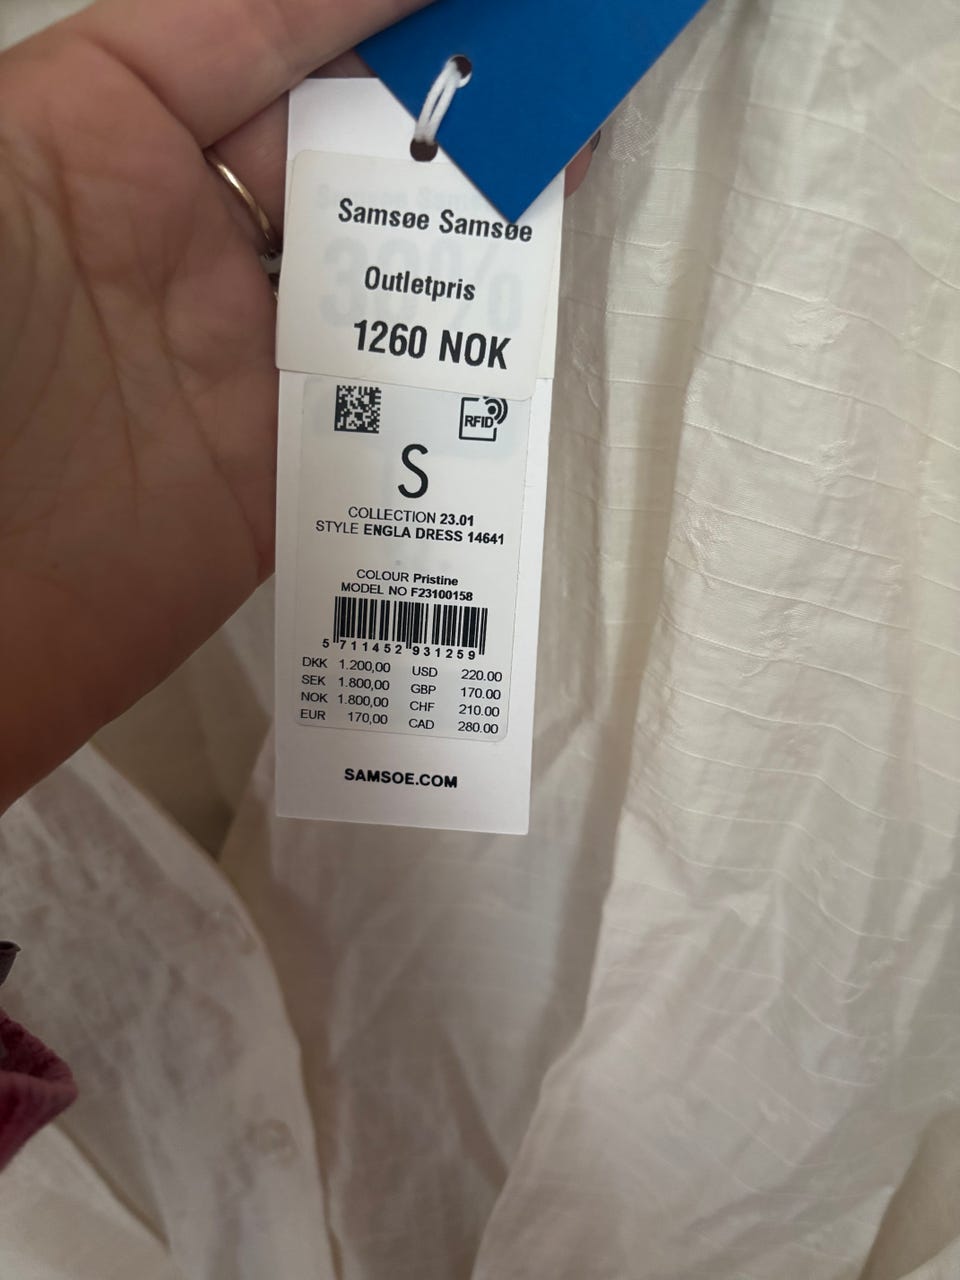 Samsøe Samsøe
Outletpris
1260 NOK
RFID
S
COLLECTION 23.01
STYLE ENGLA DRESS 14641
COLOUR Pristine
MODEL NO F23100158
5 711452 931259
DKK 1.200,00 USD 220.00
SEK 1.800,00 GBP 170.00
NOK 1.800,00 CHF 210.00
EUR 170,00 CAD 280.00
SAMSOE.COM